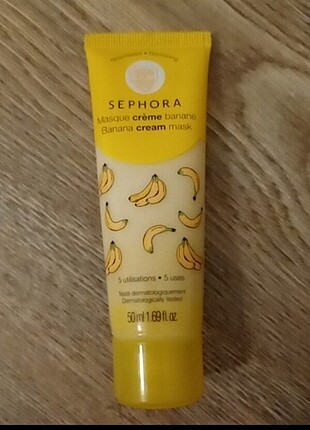 SEPHORA
Masque crème banane
Banana cream mask
5 utilisations • 5 uses
Testé dermatologiquement
Dermatologically tested
50 ml 1.69 fl. oz.